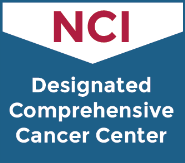 NCI
Designated
Comprehensive
Cancer Center